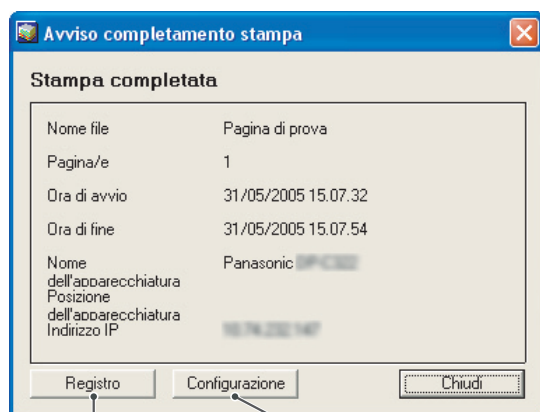 Avviso completamento stampa
Stampa completata
Nome file Pagina di prova
Pagina/e 1
Ora di avvio 31/05/2005 15.07.32
Ora di fine 31/05/2005 15.07.54
Nome Panasonic
dell'apparecchiatura
Posizione
dell'apparecchiatura
Indirizzo IP
Registro Configurazione Chiudi